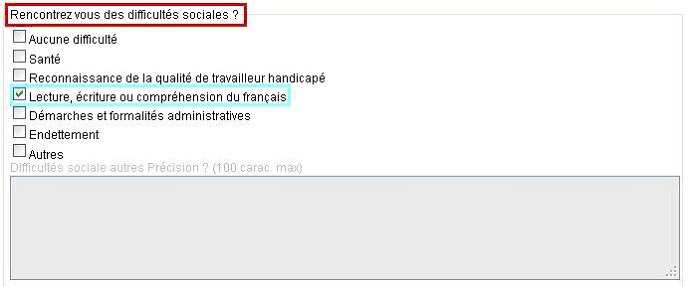 Rencontrez vous des difficultés sociales ?
Aucune difficulté
Santé
Reconnaissance de la qualité de travailleur handicapé
Lecture, écriture ou compréhension du français
Démarches et formalités administratives
Endettement
Autres
Difficultés sociale autres Précision ? (100 carac. max)